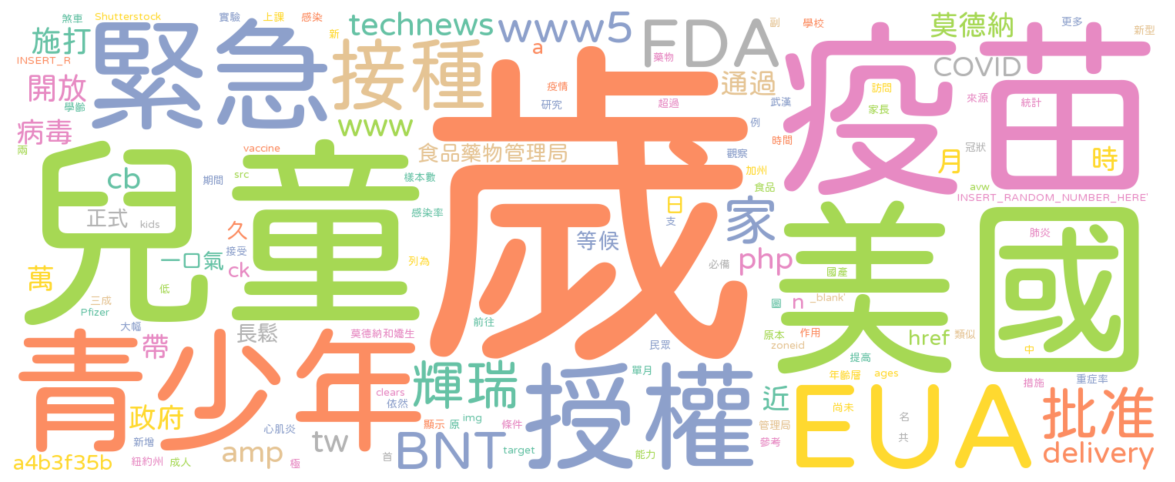 煞車 Shutterstock 實驗 上課 感染
施打 緊急 technews www5 FDA 副 學校 莫德納 更多 新型
INSERT_R 新 a 接種 通過 COVID
開放 學齡 疫情 研究 超過 武漢 訪問 家長 疫苗 來源 統計
病毒 www 例 時間 冠狀
兩 vaccine 食品藥物管理局 歲 觀察 月 時
兒童 cb 期間 src 樣本數 加州 食品 avw
INSERT_RANDOM_NUMBER_HERE'
正式 kids 感染率 日 支 家
久 接受 等候 美國 肺炎
一口氣 ck 列為 必備 php 國產
萬 低 圖 n _blank'
三成 Pfizer 前往
大幅 長鬆 莫德納和嬌生 民眾 原本 作用 zoneid 提高 href 類似
青少年 帶 中
輝瑞 單月 年齡層 ages 措施 重症率
政府 clears 依然 授權 近 EUA 尚未 批准
新增 心肌炎 顯示 原 img 條件 名
tw BNT 管理局 共
amp target 能力 參考 delivery
a4b3f35b 紐約州 成人 極 首